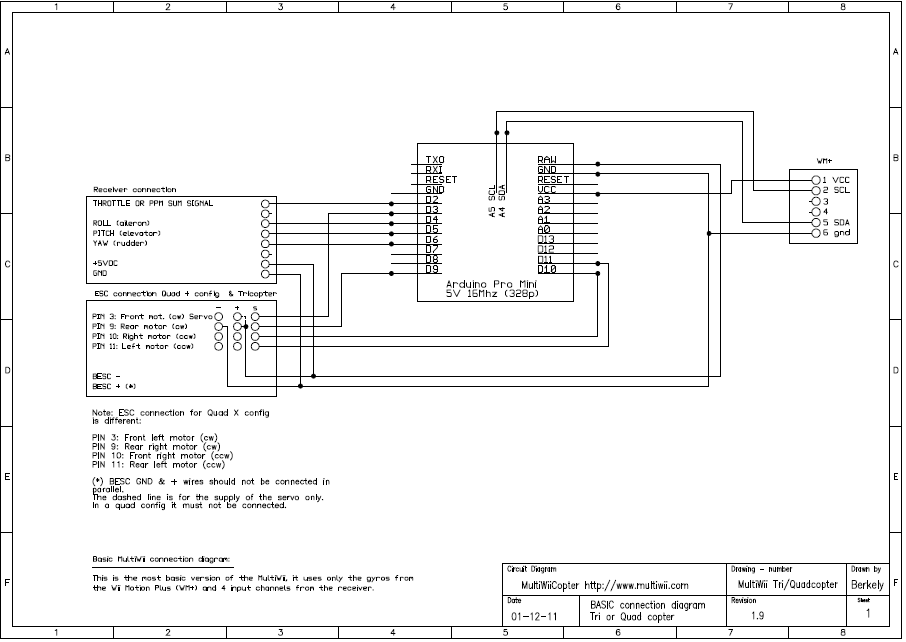 1 2 3 4 5 6 7 8
A A
B B
C C
D D
E E
F F
Receiver connection
THROTTLE OR PPM SUM SIGNAL
ROLL (aileron)
PITCH (elevator)
YAW (rudder)
+5VDC
GND
ESC connection Quad + config & Tricopter
- + s
PIN 3: Front mot. (cw) Servo
PIN 9: Rear motor (cw)
PIN 10: Right motor (ccw)
PIN 11: Left motor (ccw)
BESC -
BESC + (*)
TXO
RXI
RESET
GND
D2
D3
D4
D5
D6
D7
D8
D9
A5 SCL
A4 SDA
RAW
GND
RESET
VCC
A3
A2
A1
A0
D13
D12
D11
D10
Arduino Pro Mini
5V 16Mhz (328p)
WM+
1 VCC
2 SCL
3
4
5 SDA
6 gnd
Note: ESC connection for Quad X config
is different:
PIN 3: Front left motor (cw)
PIN 9: Rear right motor (cw)
PIN 10: Front right motor (ccw)
PIN 11: Rear left motor (ccw)
(*) BESC GND & + wires should not be connected in
parallel.
The dashed line is for the supply of the servo only.
In a quad config it must not be connected.
Basic MultiWii connection diagram:
This is the most basic version of the MultiWii, it uses only the gyros from
the Wii Motion Plus (WM+) and 4 input channels from the receiver.
Circuit Diagram
MultiWiiCopter http://www.multiwii.com
Drawing - number
MultiWii Tri/Quadcopter
Drawn by
Berkely
Date
01-12-11
BASIC connection diagram
Tri or Quad copter
Revision
1.9
Sheet
1
1 2 3 4 5 6 7 8